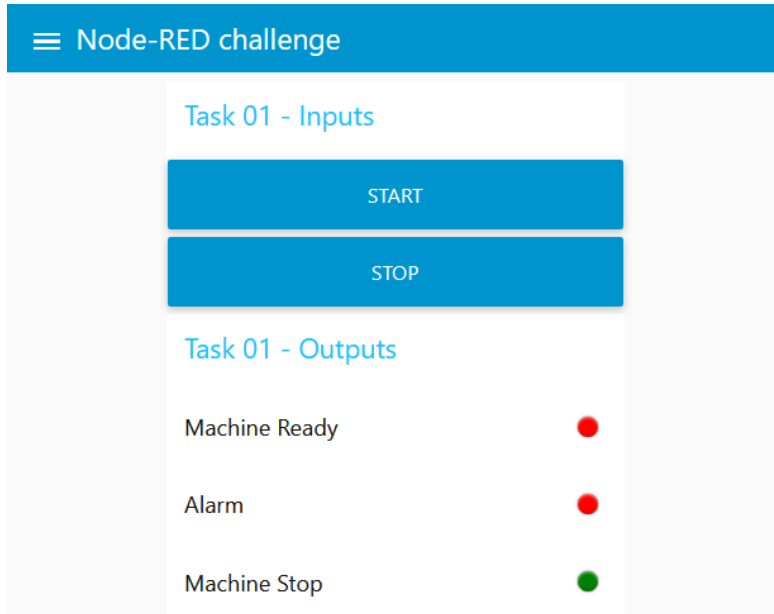 Node-RED challenge
Task 01 - Inputs
START
STOP
Task 01 - Outputs
Machine Ready
Alarm
Machine Stop